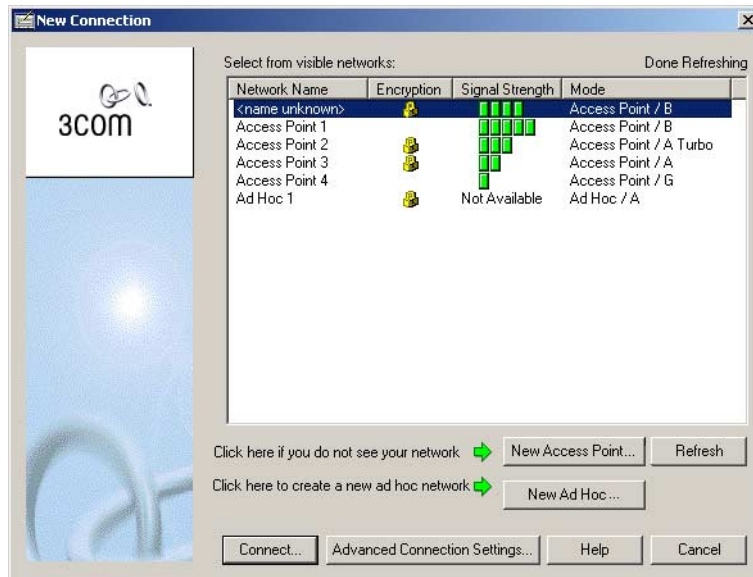 New Connection
3COM
Select from visible networks:
Done Refreshing
Network Name Encryption Signal Strength Mode
<name unknown> Access Point / B
Access Point 1 Access Point / B
Access Point 2 Access Point / A Turbo
Access Point 3 Access Point / A
Access Point 4 Access Point / G
Ad Hoc 1 Not Available Ad Hoc / A
Click here if you do not see your network
New Access Point...
Refresh
Click here to create a new ad hoc network
New Ad Hoc ...
Connect...
Advanced Connection Settings...
Help
Cancel